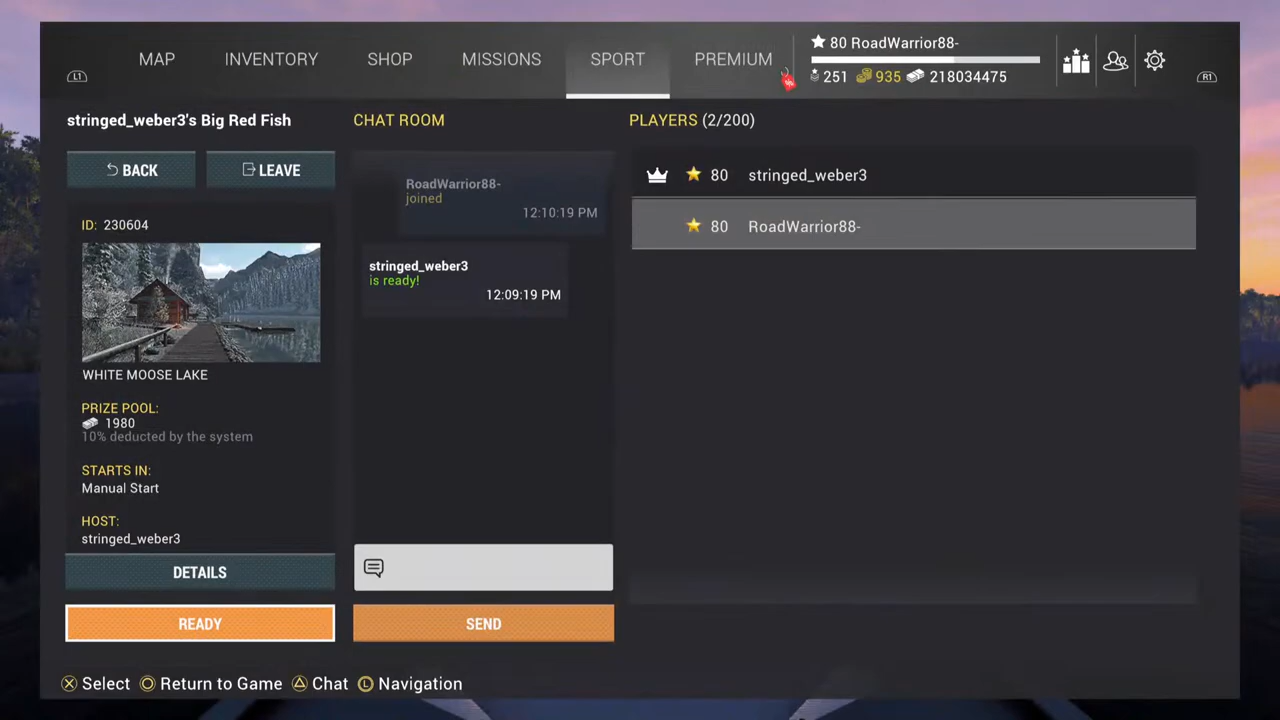 L1
MAP
INVENTORY
SHOP
MISSIONS
SPORT
PREMIUM
80 RoadWarrior88-
251 935 218034475
R1
stringed_weber3's Big Red Fish
BACK
LEAVE
ID: 230604
WHITE MOOSE LAKE
PRIZE POOL:
1980
10% deducted by the system
STARTS IN:
Manual Start
HOST:
stringed_weber3
DETAILS
READY
CHAT ROOM
RoadWarrior88-
joined
12:10:19 PM
stringed_weber3
is ready!
12:09:19 PM
SEND
PLAYERS (2/200)
80 stringed_weber3
80 RoadWarrior88-
Select Return to Game Chat L Navigation